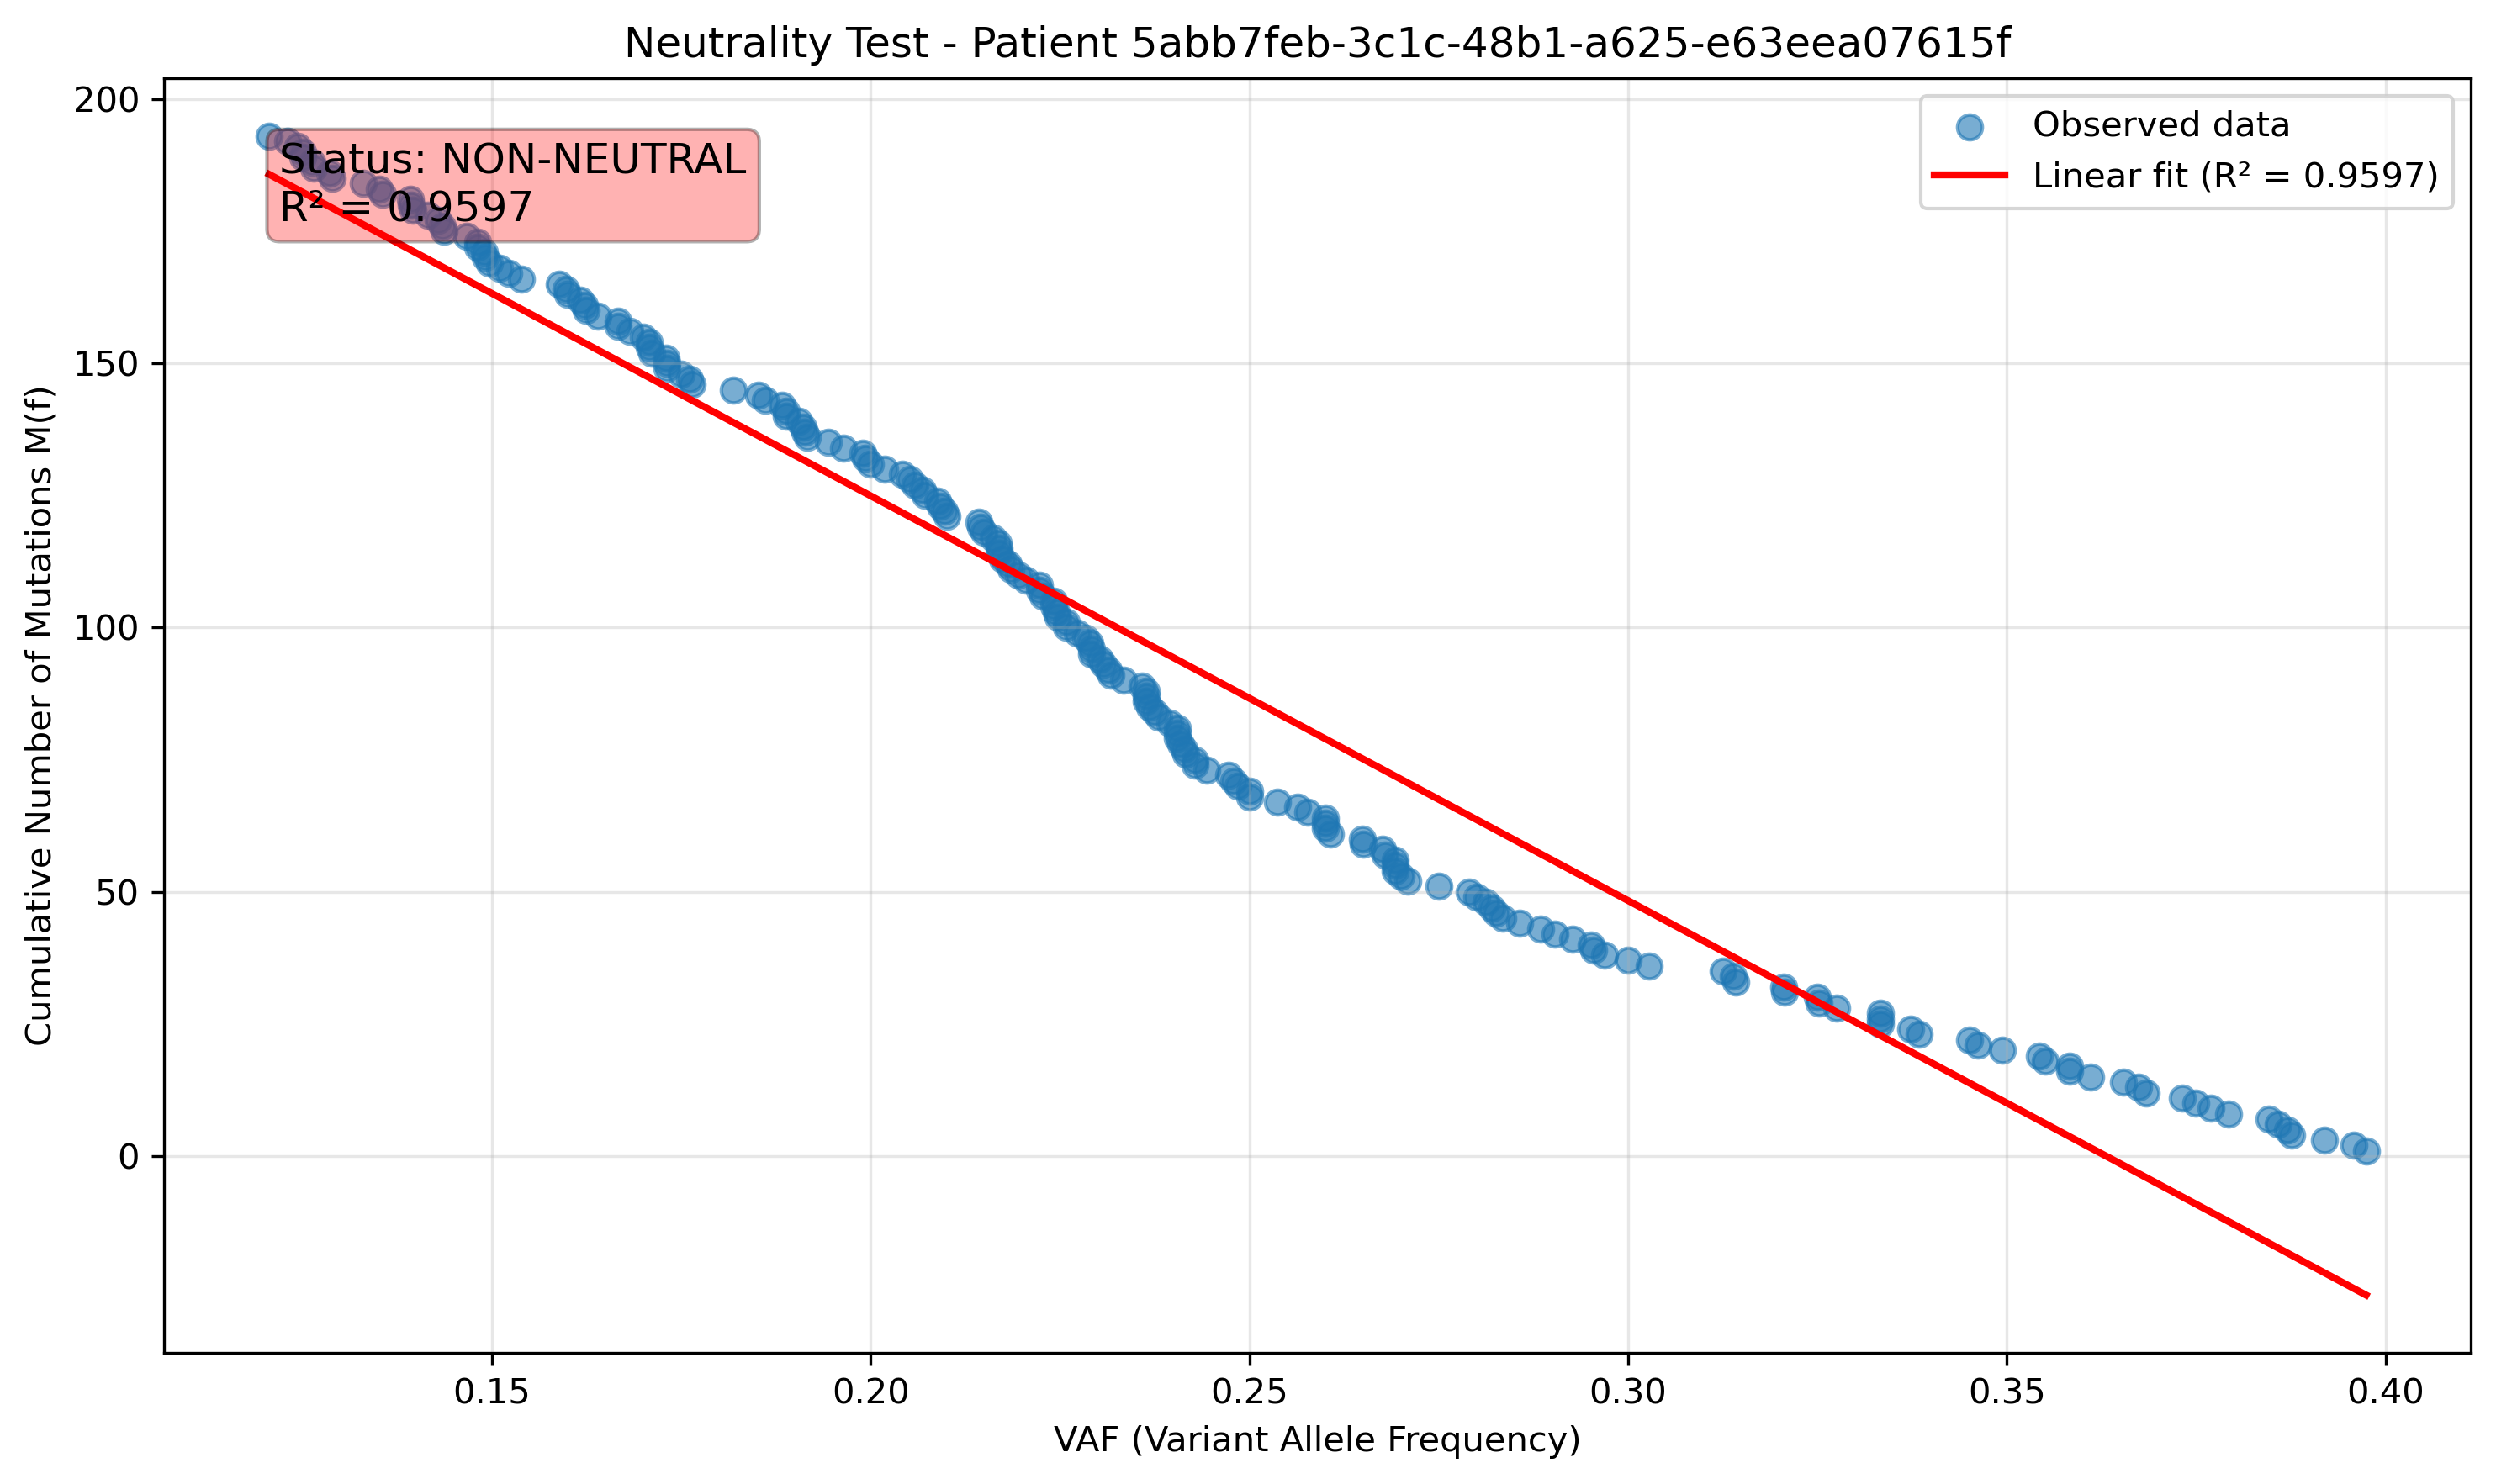 Neutrality Test - Patient 5abb7feb-3c1c-48b1-a625-e63eea07615f
Status: NON-NEUTRAL
R² = 0.9597
Observed data
Linear fit (R² = 0.9597)
Cumulative Number of Mutations M(f)
200
150
100
50
0
0.15
0.20
0.25
0.30
0.35
0.40
VAF (Variant Allele Frequency)